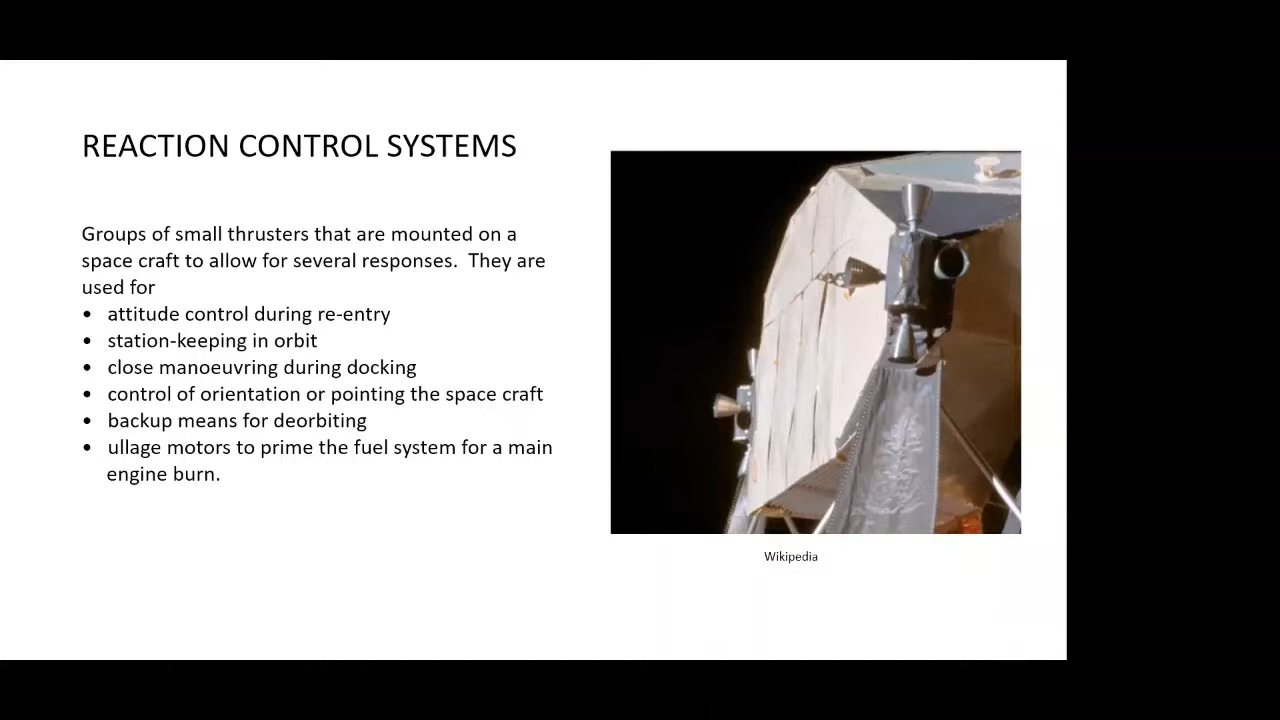 REACTION CONTROL SYSTEMS
Groups of small thrusters that are mounted on a
space craft to allow for several responses.  They are
used for
• attitude control during re-entry
• station-keeping in orbit
• close manoeuvring during docking
• control of orientation or pointing the space craft
• backup means for deorbiting
• ullage motors to prime the fuel system for a main
engine burn.
Wikipedia